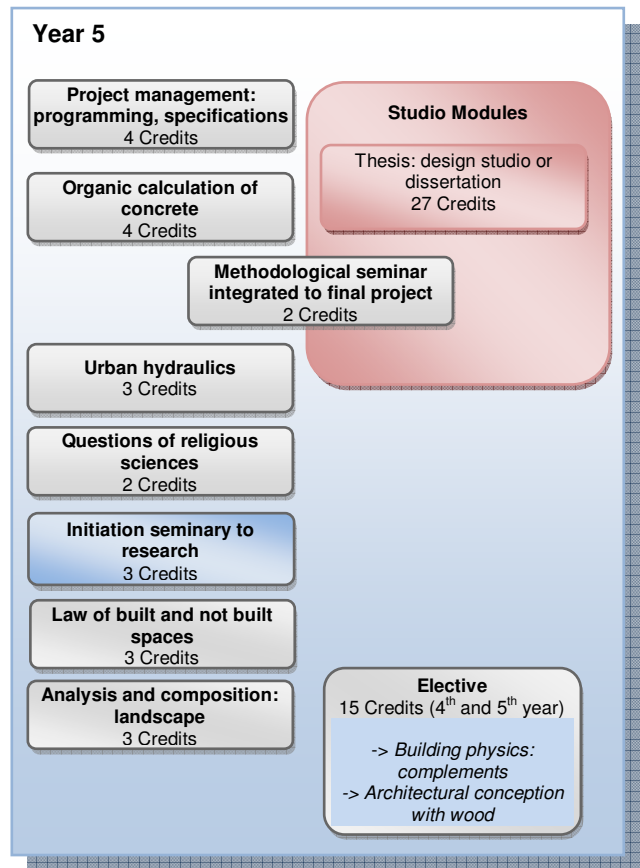 Year 5
Project management:
programming, specifications
4 Credits
Organic calculation of
concrete
4 Credits
Studio Modules
Thesis: design studio or
dissertation
27 Credits
Methodological seminar
integrated to final project
2 Credits
Urban hydraulics
3 Credits
Questions of religious
sciences
2 Credits
Initiation seminary to
research
3 Credits
Law of built and not built
spaces
3 Credits
Analysis and composition:
landscape
3 Credits
Elective
15 Credits (4th and 5th year)
-> Building physics:
complements
-> Architectural conception
with wood